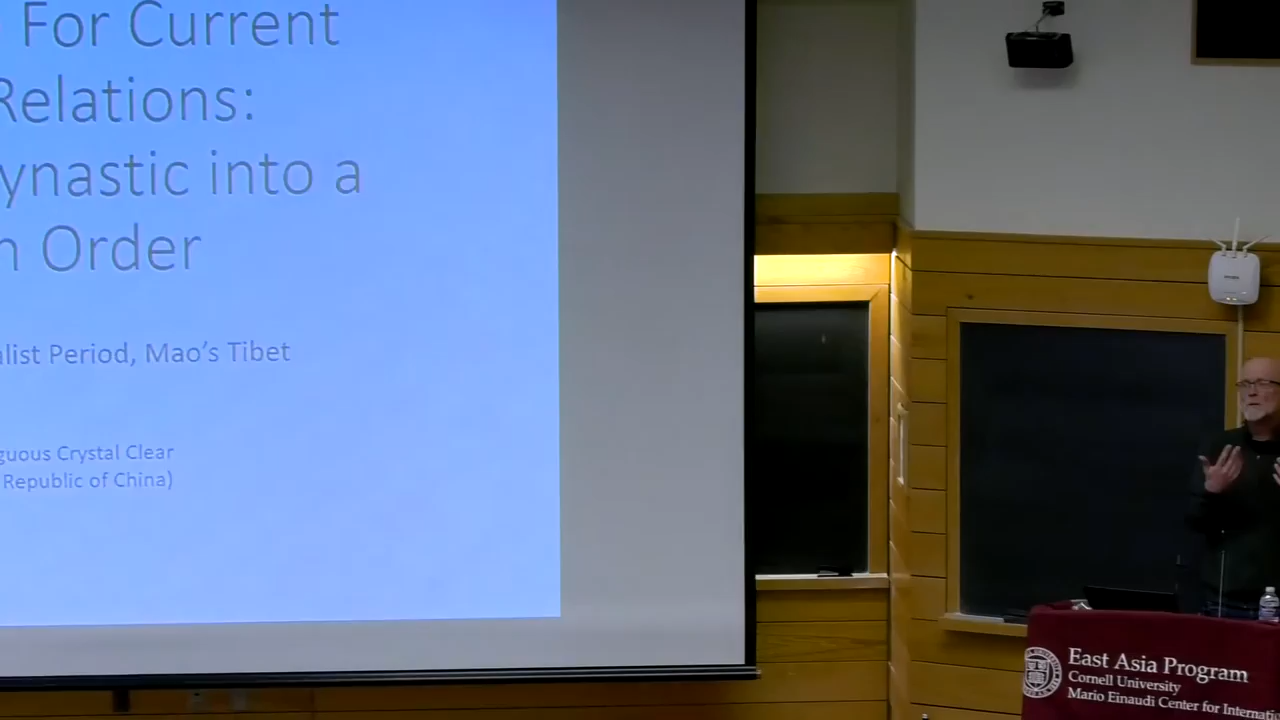 For Current
Relations:
ynastic into a
n Order
alist Period, Mao's Tibet
guous Crystal Clear
Republic of China)
East Asia Program
Cornell University
Mario Einaudi Center for Internati